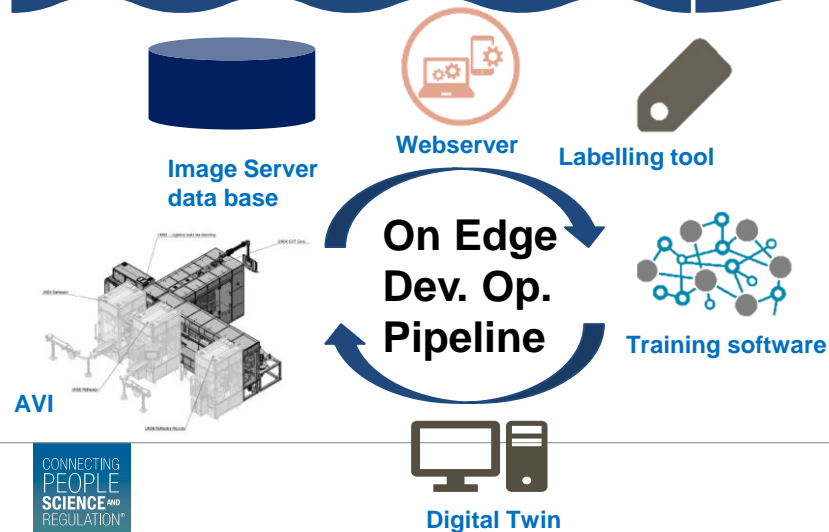 Webserver
Labelling tool
Image Server
data base
On Edge
Dev. Op.
Pipeline
Training software
AVI
CONNECTING
PEOPLE
SCIENCE AND
REGULATION®
Digital Twin